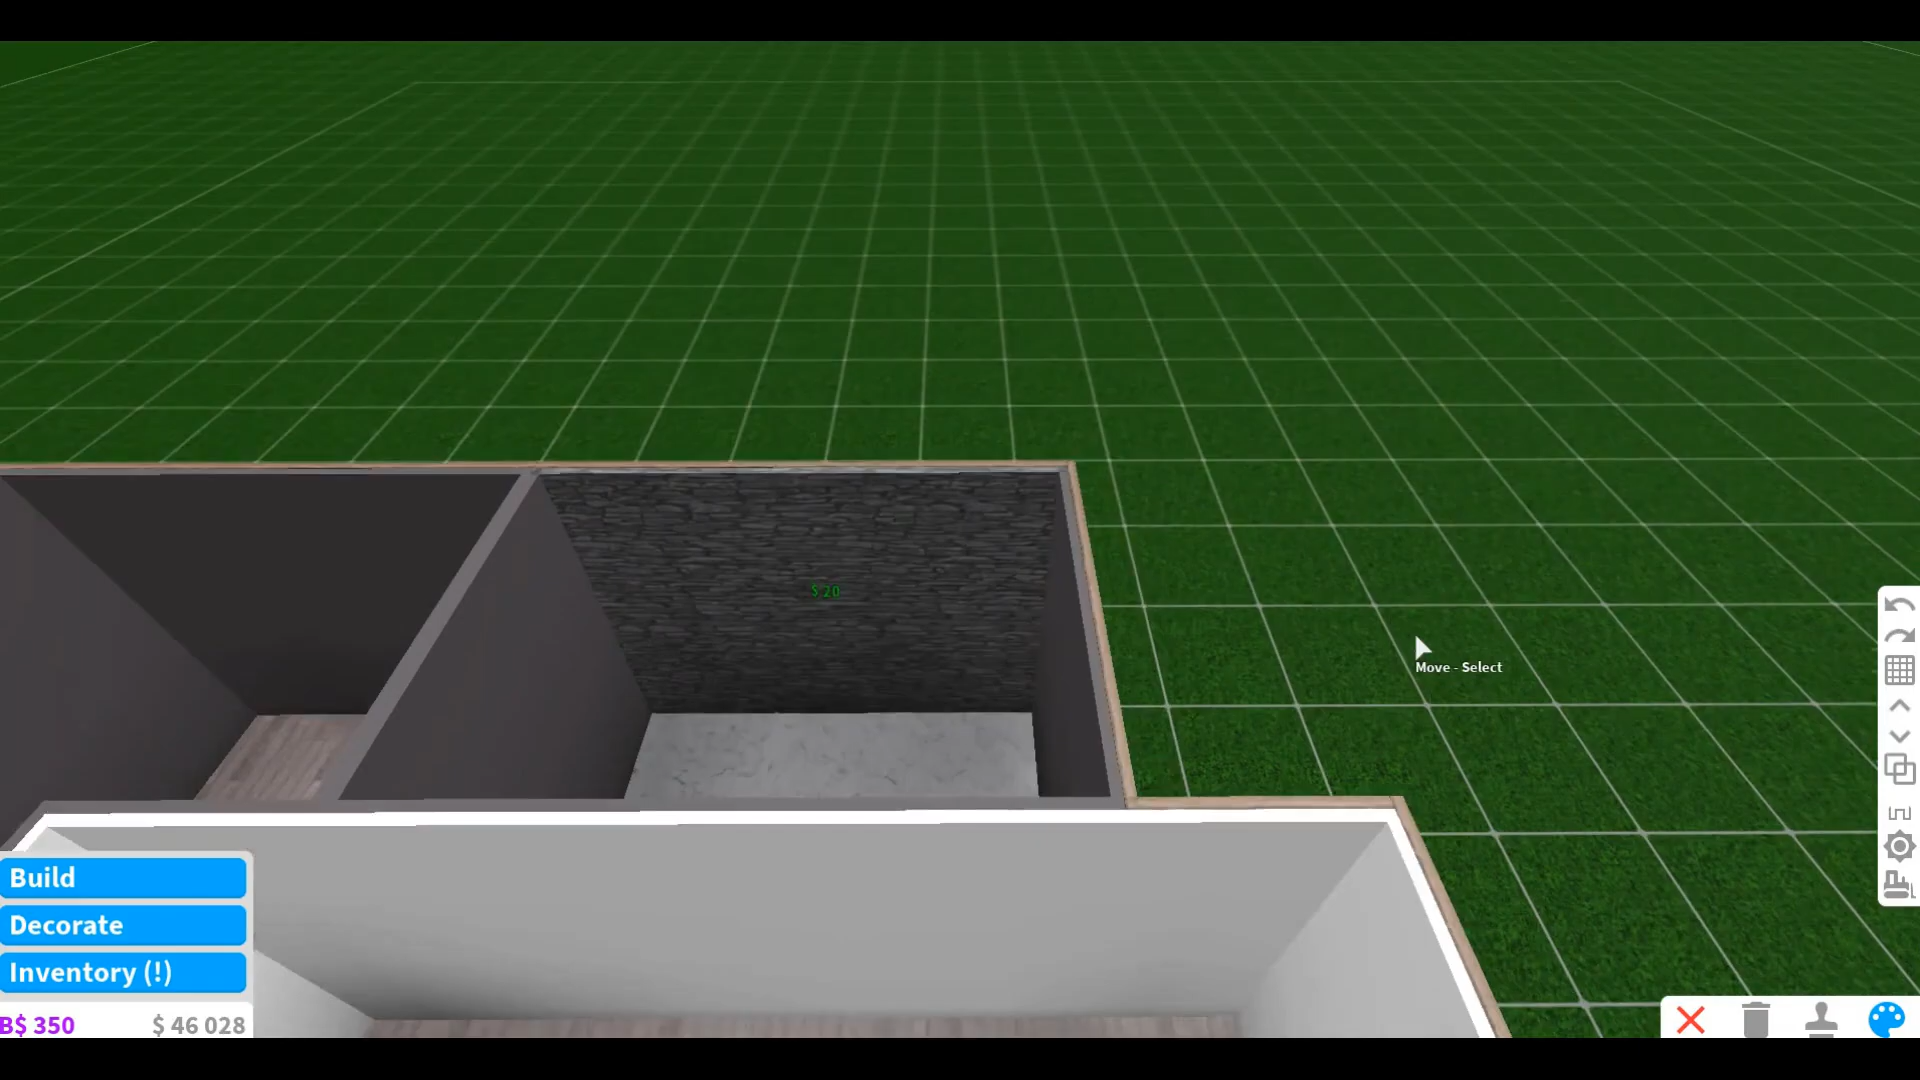 $ 20
Move - Select
Build
Decorate
Inventory (!)
B$ 350
$ 46 028